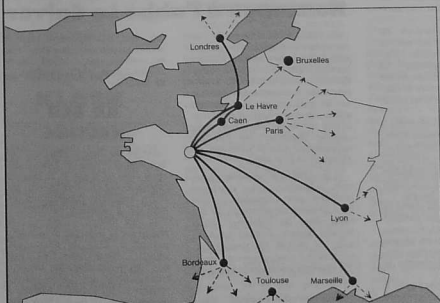 Londres
Bruxelles
Le Havre
Caen
Paris
Lyon
Bordeaux
Toulouse
Marseille